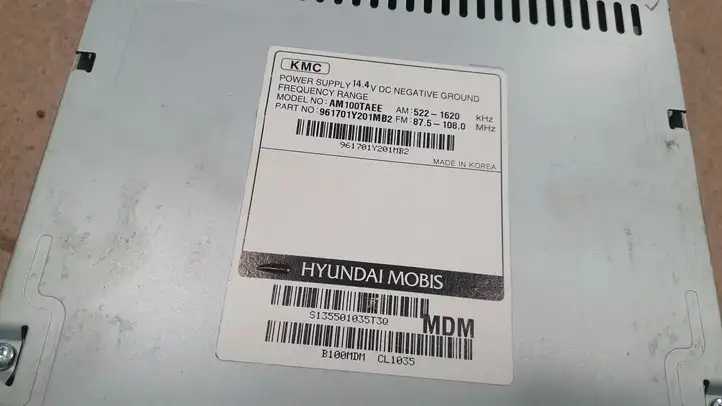 KMC
POWER SUPPLY 14.4V DC NEGATIVE GROUND
FREQUENCY RANGE
MODEL NO: AM100TAEE AM: 522-1620 kHz
PART NO: 961701Y201MB2 FM: 87.5-108.0 MHz
961701Y201MB2
MADE IN KOREA
HYUNDAI MOBIS
S135501035T3Q
MDM
B100MDM CL1035